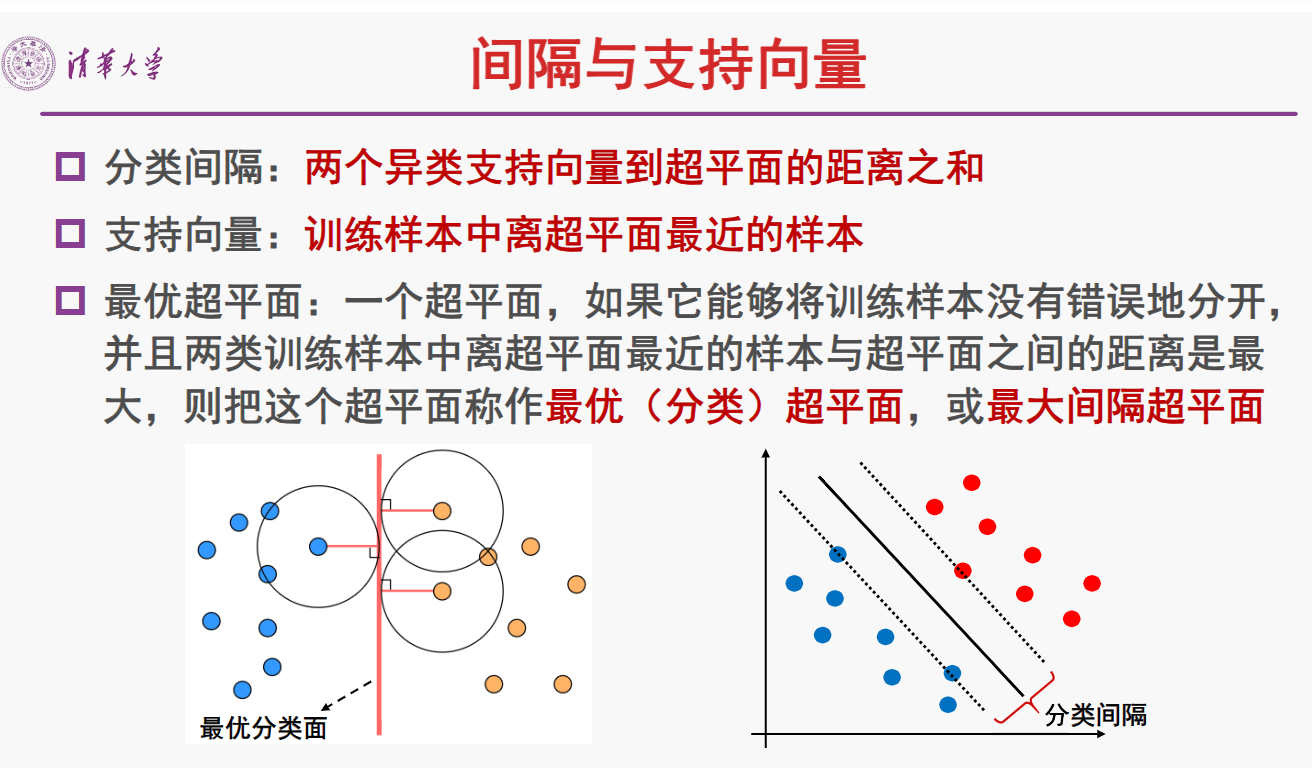 清华大学
间隔与支持向量
分类间隔：两个异类支持向量到超平面的距离之和
支持向量：训练样本中离超平面最近的样本
最优超平面：一个超平面，如果它能够将训练样本没有错误地分开，
并且两类训练样本中离超平面最近的样本与超平面之间的距离是最
大，则把这个超平面称作最优（分类）超平面，或最大间隔超平面
最优分类面
分类间隔